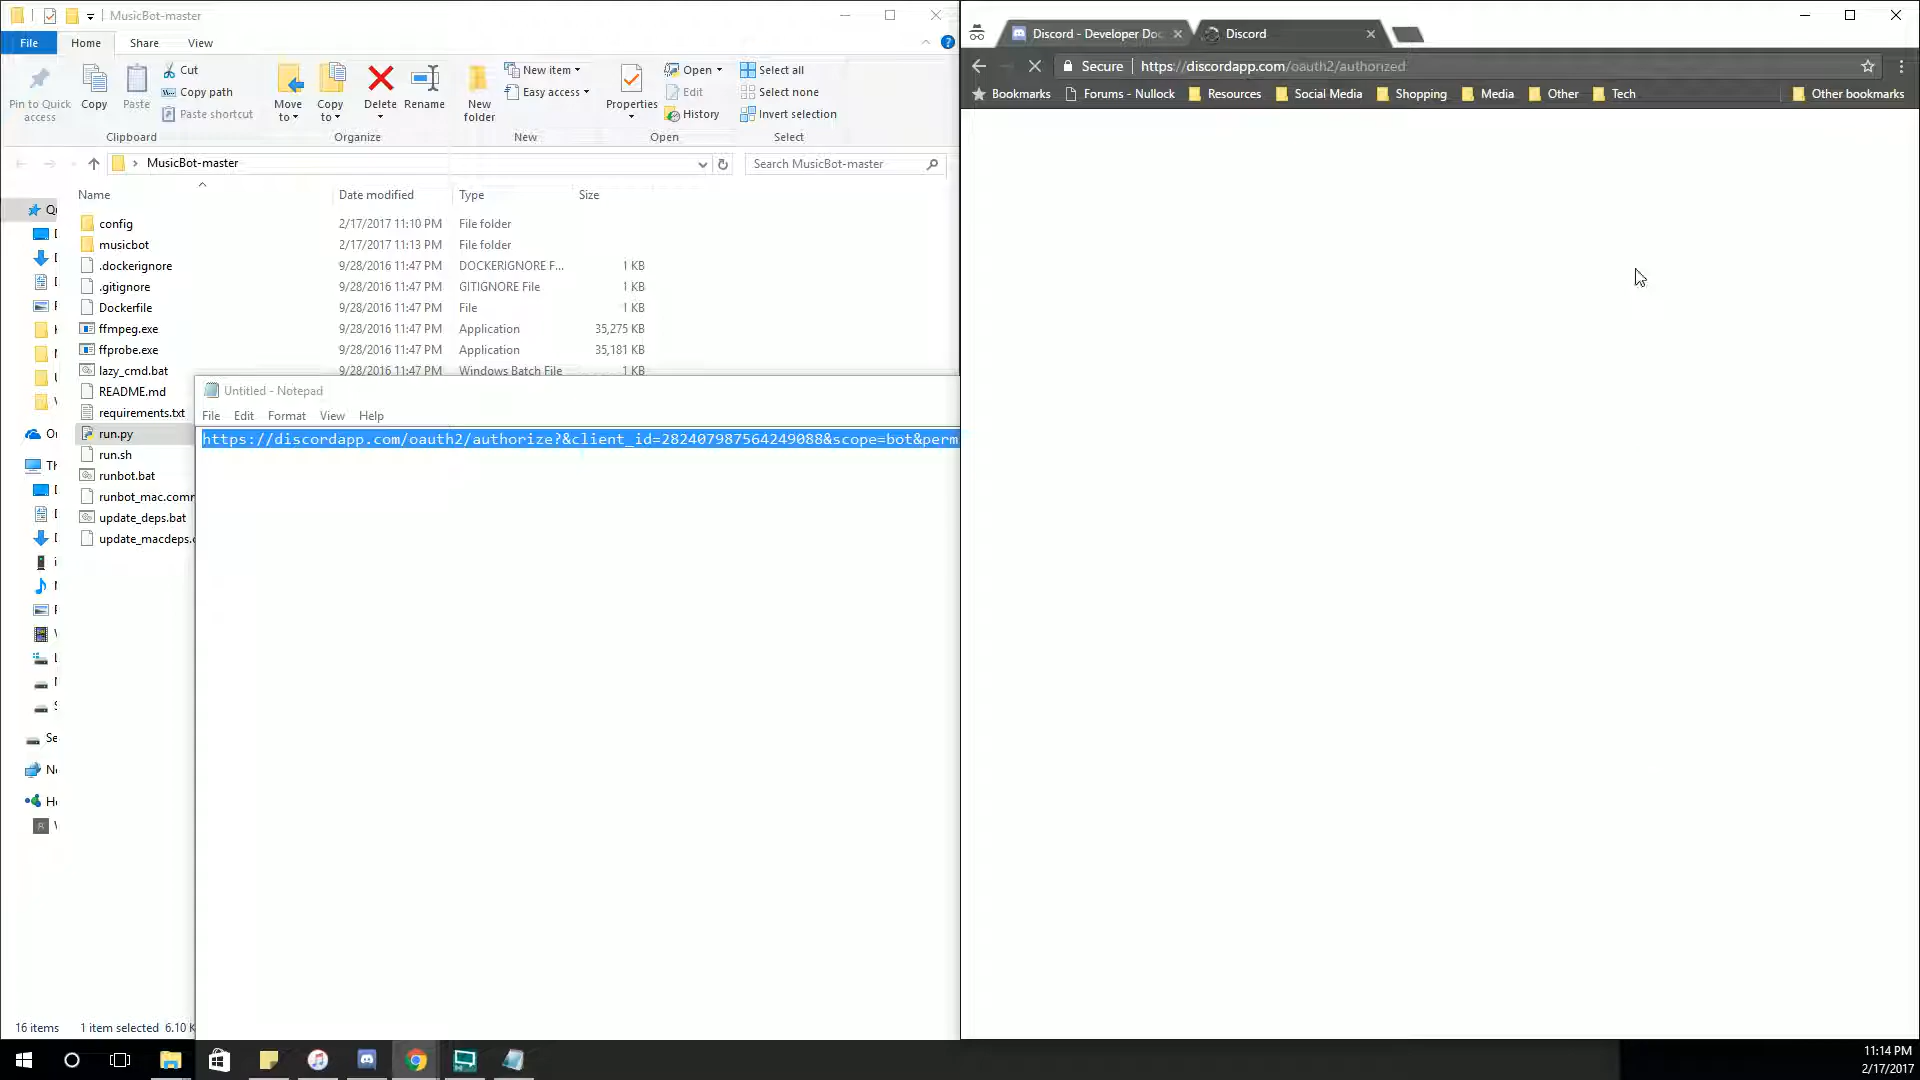 MusicBot-master
File Home Share View
Pin to Quick access
Copy
Paste
Cut
Copy path
Paste shortcut
Clipboard
Move to
Copy to
Delete
Rename
Organize
New folder
New item
Easy access
New
Properties
Open
Edit
History
Open
Select all
Select none
Invert selection
Select
MusicBot-master
Search MusicBot-master
Name Date modified Type Size
config 2/17/2017 11:10 PM File folder
musicbot 2/17/2017 11:13 PM File folder
.dockerignore 9/28/2016 11:47 PM DOCKERIGNORE F... 1 KB
.gitignore 9/28/2016 11:47 PM GITIGNORE File 1 KB
Dockerfile 9/28/2016 11:47 PM File 1 KB
ffmpeg.exe 9/28/2016 11:47 PM Application 35,275 KB
ffprobe.exe 9/28/2016 11:47 PM Application 35,181 KB
lazy_cmd.bat 9/28/2016 11:47 PM Windows Batch File 1 KB
README.md
requirements.txt
run.py
run.sh
runbot.bat
runbot_mac.comm
update_deps.bat
update_macdeps.c
16 items 1 item selected 6.10 K
Untitled - Notepad
File Edit Format View Help
https://discordapp.com/oauth2/authorize?&client_id=282407987564249088&scope=bot&perm
Discord - Developer Doc
Discord
Secure https://discordapp.com/oauth2/authorized
Bookmarks Forums - Nullock Resources Social Media Shopping Media Other Tech Other bookmarks
11:14 PM
2/17/2017